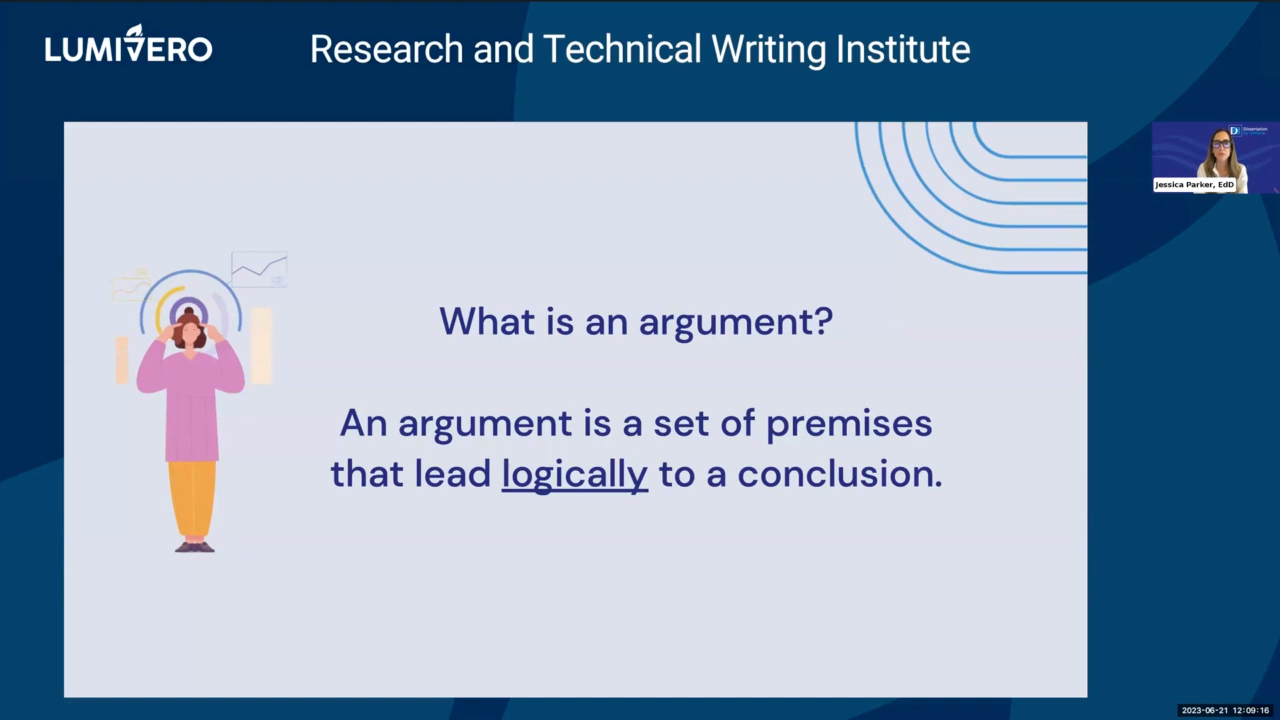 LUMIVERO
Research and Technical Writing Institute
What is an argument?
An argument is a set of premises
that lead logically to a conclusion.
Dissertation
Jessica Parker, EdD
2023-06-21 12:09:16